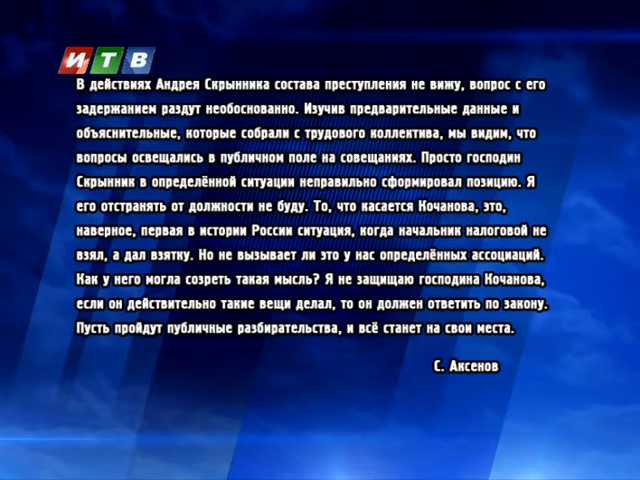 ИТВ
В действиях Андрея Скрынника состава преступления не вижу, вопрос с его
задержанием раздут необоснованно. Изучив предварительные данные и
объяснительные, которые собрали с трудового коллектива, мы видим, что
вопросы освещались в публичном поле на совещаниях. Просто господин
Скрынник в определённой ситуации неправильно сформировал позицию. Я
его отстранять от должности не буду. То, что касается Кочанова, это,
наверное, первая в истории России ситуация, когда начальник налоговой не
взял, а дал взятку. Но не вызывает ли это у нас определённых ассоциаций.
Как у него могла созреть такая мысль? Я не защищаю господина Кочанова,
если он действительно такие вещи делал, то он должен ответить по закону.
Пусть пройдут публичные разбирательства, и всё станет на свои места.
С. Аксенов